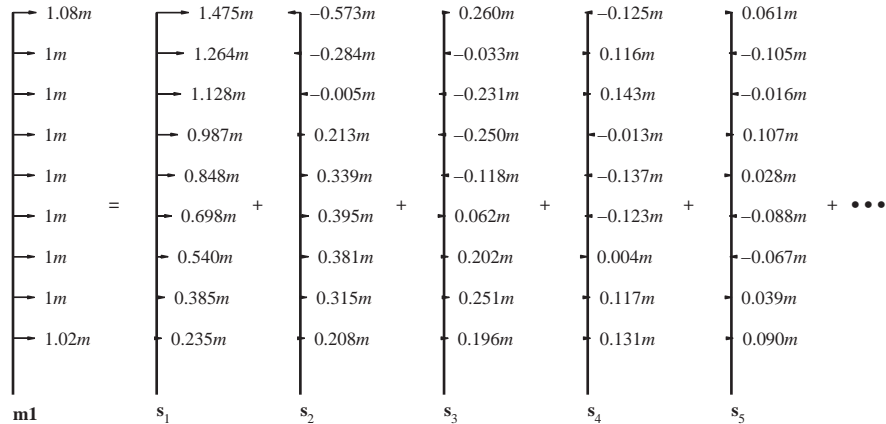 1.08m 1.475m –0.573m 0.260m –0.125m 0.061m
1m 1.264m –0.284m –0.033m 0.116m –0.105m
1m 1.128m –0.005m –0.231m 0.143m –0.016m
1m 0.987m 0.213m –0.250m –0.013m 0.107m
1m 0.848m 0.339m –0.118m –0.137m 0.028m
1m = 0.698m + 0.395m + 0.062m + –0.123m + –0.088m + •••
1m 0.540m 0.381m 0.202m 0.004m –0.067m
1m 0.385m 0.315m 0.251m 0.117m 0.039m
1.02m 0.235m 0.208m 0.196m 0.131m 0.090m
m1 s1 s2 s3 s4 s5